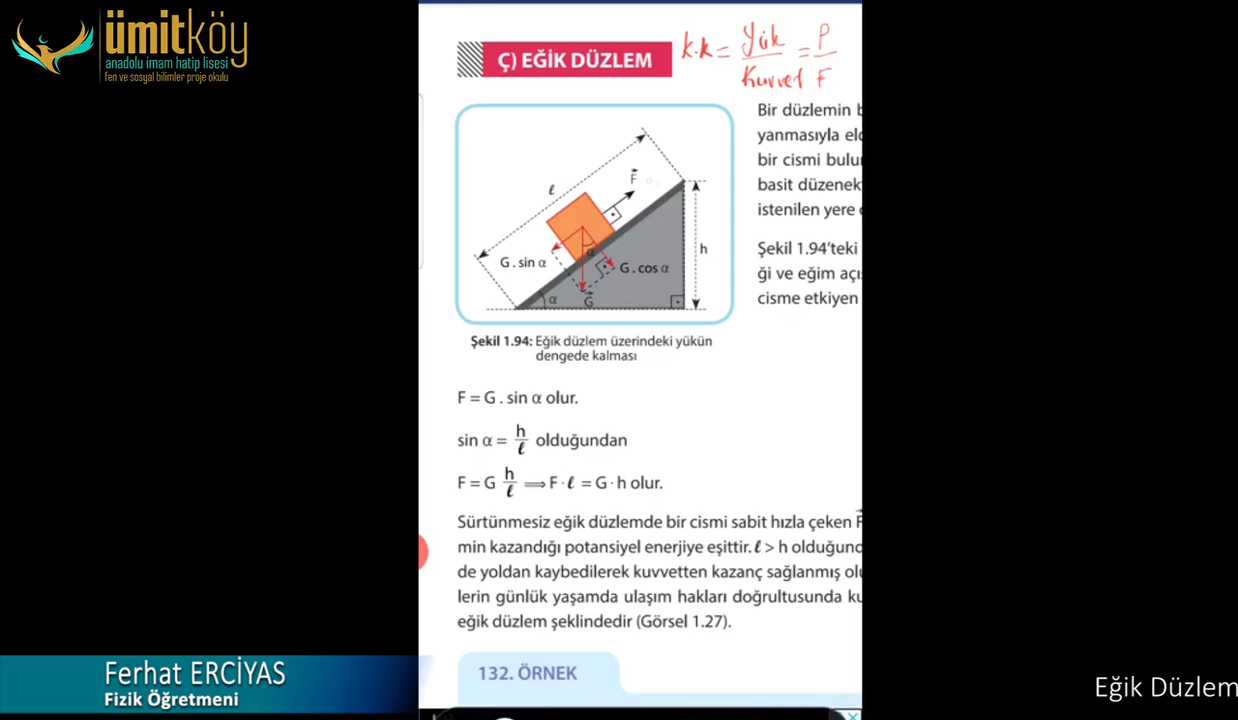 ümitköy
anadolu imam hatip lisesi
fen ve sosyal bilimler proje okulu
Ç) EĞİK DÜZLEM
k.k = Yük / Kuvvet = P / F
Bir düzlemin
yanmasıyla
bir cismi
basit
istenilen yere
Şekil 1.94'teki
ği ve eğim
cisme etkiyen
ℓ
F
h
G . sin α
α
G . cos α
α
G
Şekil 1.94: Eğik düzlem üzerindeki yükün
dengede kalması
F = G . sin α olur.
sin α = h/ℓ olduğundan
F = G h/ℓ ⟹ F · ℓ = G · h olur.
Sürtünmesiz eğik düzlemde bir cismi sabit hızla çeken F
min kazandığı potansiyel enerjiye eşittir. ℓ > h
de yoldan kaybedilerek kuvvetten kazanç sağlanmış
lerin günlük yaşamda ulaşım hakları doğrultusunda
eğik düzlem şeklindedir (Görsel 1.27).
132. ÖRNEK
Ferhat ERCİYAS
Fizik Öğretmeni
Eğik Düzlem